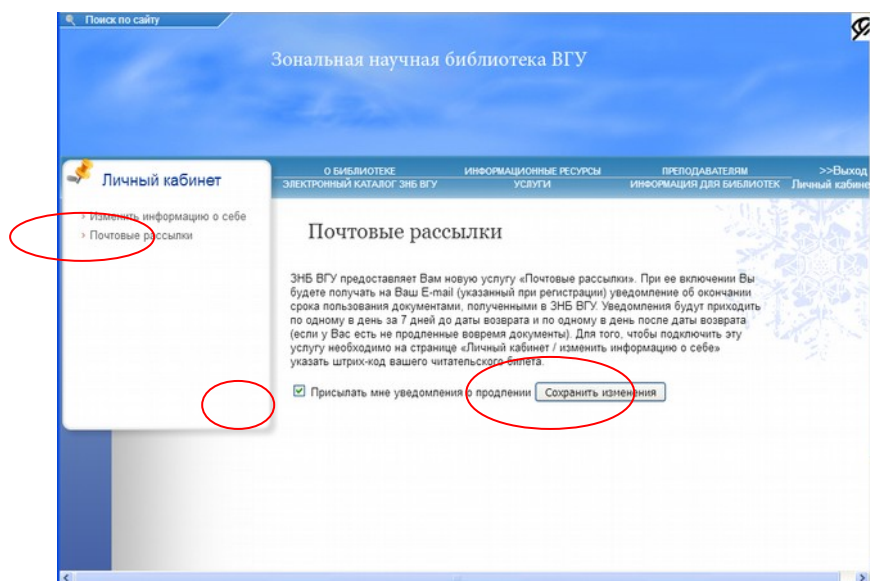 Поиск по сайту
Зональная научная библиотека ВГУ
Личный кабинет
О БИБЛИОТЕКЕ ИНФОРМАЦИОННЫЕ РЕСУРСЫ ПРЕПОДАВАТЕЛЯМ >>Выход
ЭЛЕКТРОННЫЙ КАТАЛОГ ЗНБ ВГУ УСЛУГИ ИНФОРМАЦИЯ ДЛЯ БИБЛИОТЕК Личный кабине
Изменить информацию о себе
Почтовые рассылки
Почтовые рассылки
ЗНБ ВГУ предоставляет Вам новую услугу «Почтовые рассылки». При ее включении Вы
будете получать на Ваш E-mail (указанный при регистрации) уведомление об окончании
срока пользования документами, полученными в ЗНБ ВГУ. Уведомления будут приходить
по одному в день за 7 дней до даты возврата и по одному в день после даты возврата
(если у Вас есть не продленные вовремя документы). Для того, чтобы подключить эту
услугу необходимо на странице «Личный кабинет / изменить информацию о себе»
указать штрих-код вашего читательского билета.
Присылать мне уведомления о продлении Сохранить изменения